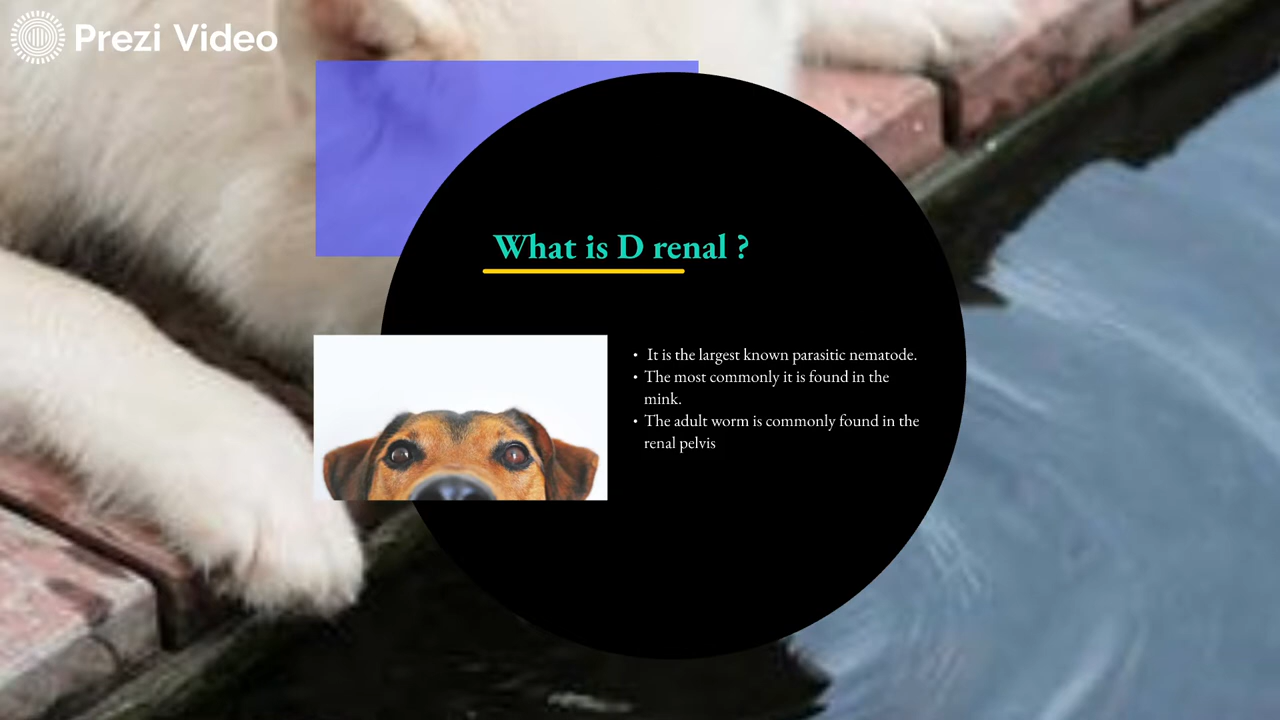 Prezi Video
What is D renal ?
• It is the largest known parasitic nematode.
• The most commonly it is found in the
mink.
• The adult worm is commonly found in the
renal pelvis